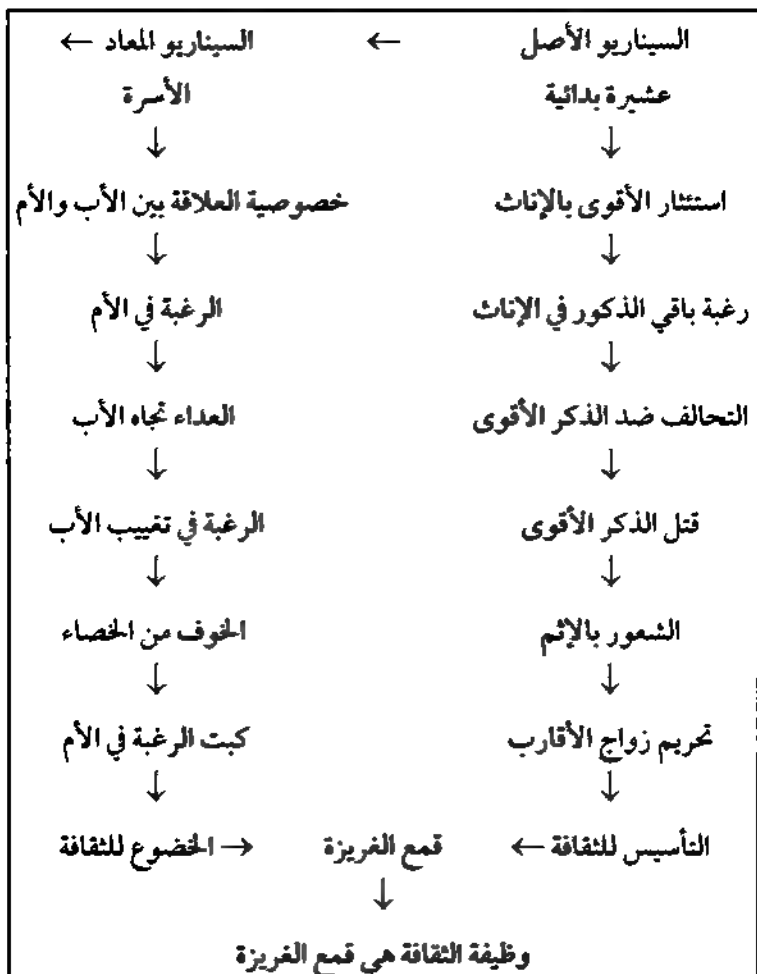 السيناريو الأصل ← السيناريو المعاد ←
عشيرة بدائية الأسرة
↓ ↓
استئثار الأقوى بالإناث خصوصية العلاقة بين الأب والأم
↓ ↓
رغبة باقي الذكور في الإناث الرغبة في الأم
↓ ↓
التحالف ضد الذكر الأقوى العداء تجاه الأب
↓ ↓
قتل الذكر الأقوى الرغبة في تغييب الأب
↓ ↓
الشعور بالإثم الخوف من الخصاء
↓ ↓
تحريم زواج الأقارب كبت الرغبة في الأم
↓ ↓
التأسيس للثقافة ← قمع الغريزة → الخضوع للثقافة
↓
وظيفة الثقافة هي قمع الغريزة